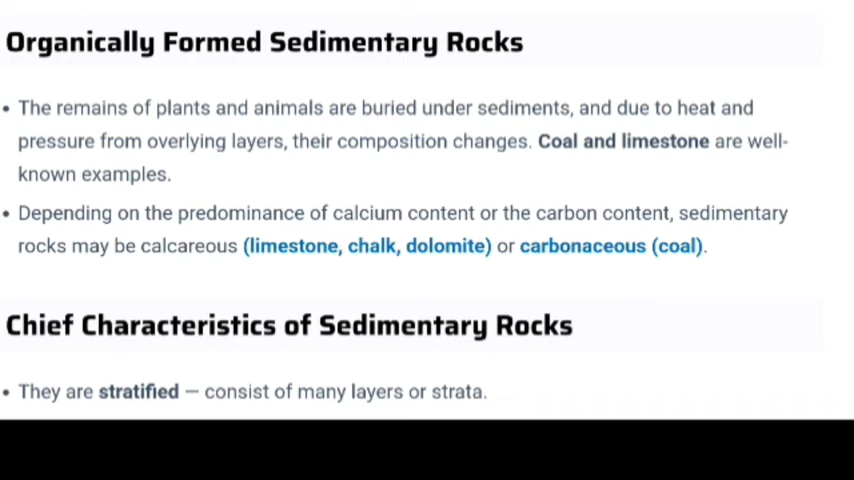 Organically Formed Sedimentary Rocks
• The remains of plants and animals are buried under sediments, and due to heat and
pressure from overlying layers, their composition changes. Coal and limestone are well-
known examples.
• Depending on the predominance of calcium content or the carbon content, sedimentary
rocks may be calcareous (limestone, chalk, dolomite) or carbonaceous (coal).
Chief Characteristics of Sedimentary Rocks
• They are stratified — consist of many layers or strata.